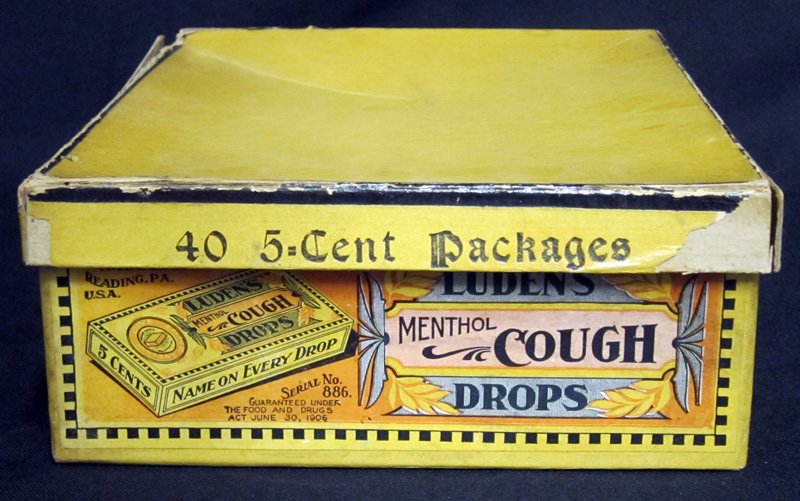 40 5=Cent Packages
READING, PA.
U.S.A.
LUDEN'S
MENTHOL
COUGH
DROPS
5 CENTS
NAME ON EVERY DROP
SERIAL NO.
886.
GUARANTEED UNDER
THE FOOD AND DRUGS
ACT JUNE 30, 1906
LUDEN'S
MENTHOL
COUGH
DROPS